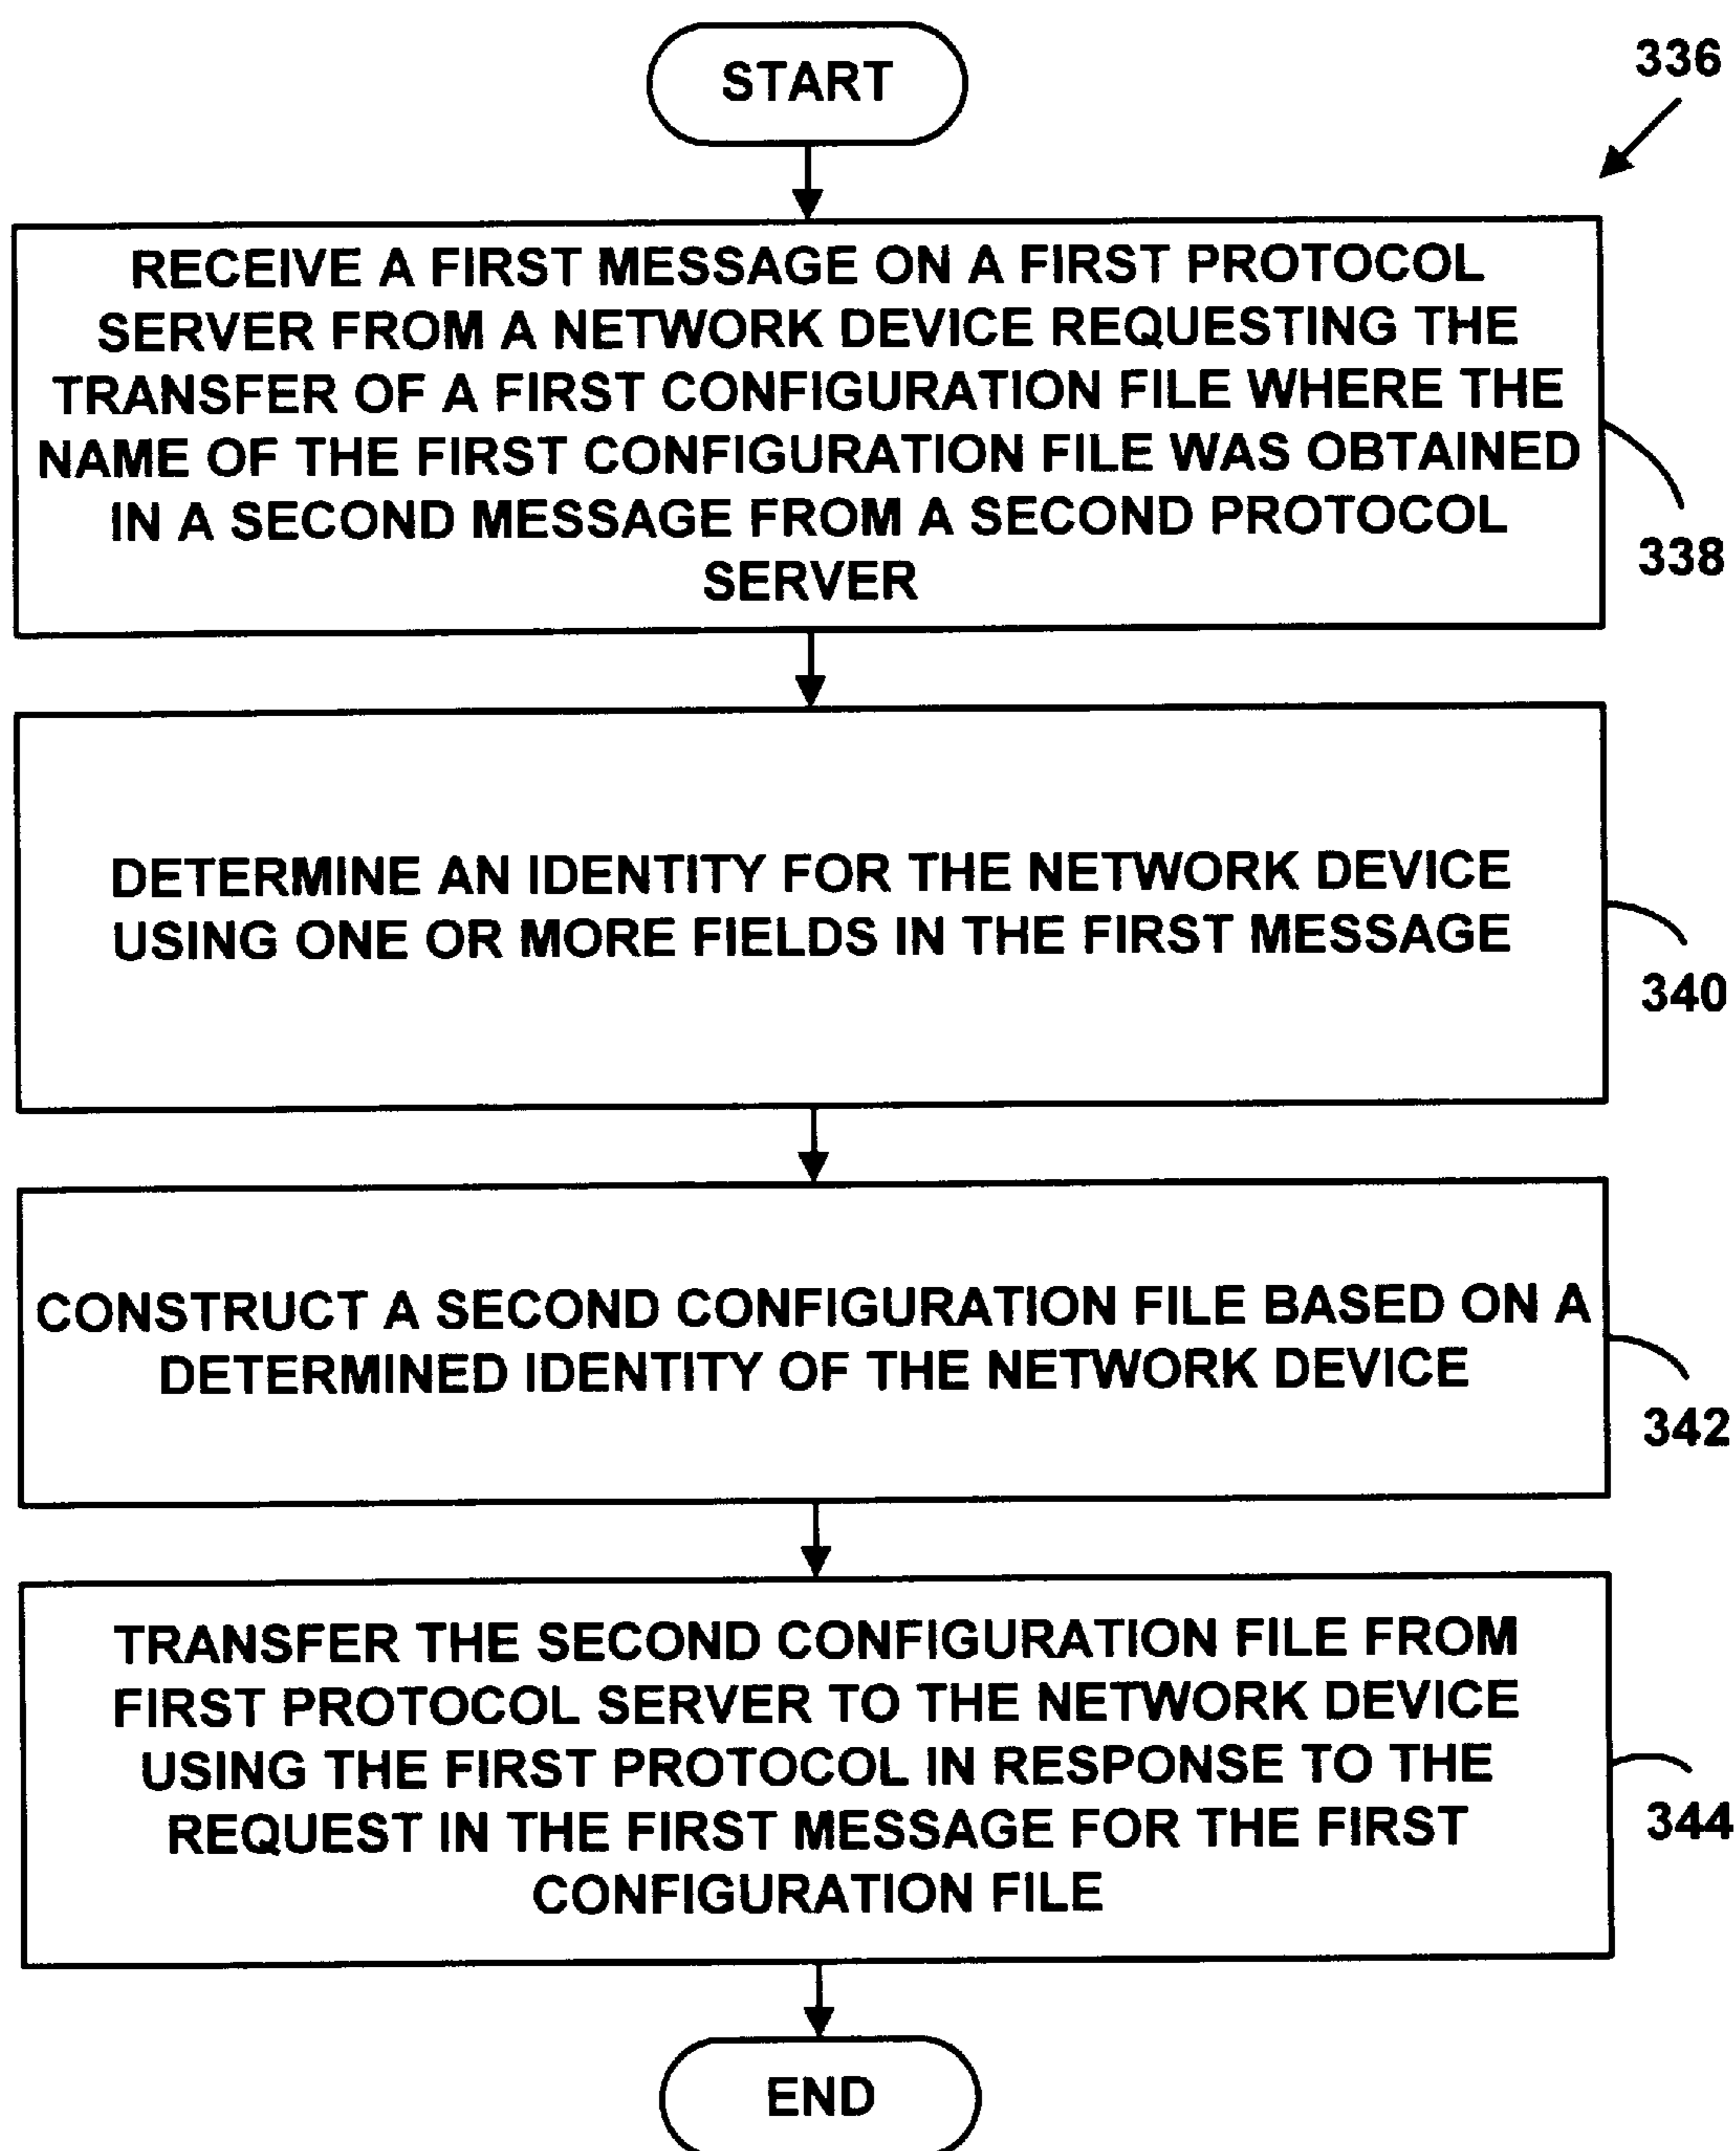 START
336
RECEIVE A FIRST MESSAGE ON A FIRST PROTOCOL
SERVER FROM A NETWORK DEVICE REQUESTING THE
TRANSFER OF A FIRST CONFIGURATION FILE WHERE THE
NAME OF THE FIRST CONFIGURATION FILE WAS OBTAINED
IN A SECOND MESSAGE FROM A SECOND PROTOCOL
SERVER
338
DETERMINE AN IDENTITY FOR THE NETWORK DEVICE
USING ONE OR MORE FIELDS IN THE FIRST MESSAGE
340
CONSTRUCT A SECOND CONFIGURATION FILE BASED ON A
DETERMINED IDENTITY OF THE NETWORK DEVICE
342
TRANSFER THE SECOND CONFIGURATION FILE FROM
FIRST PROTOCOL SERVER TO THE NETWORK DEVICE
USING THE FIRST PROTOCOL IN RESPONSE TO THE
REQUEST IN THE FIRST MESSAGE FOR THE FIRST
CONFIGURATION FILE
344
END